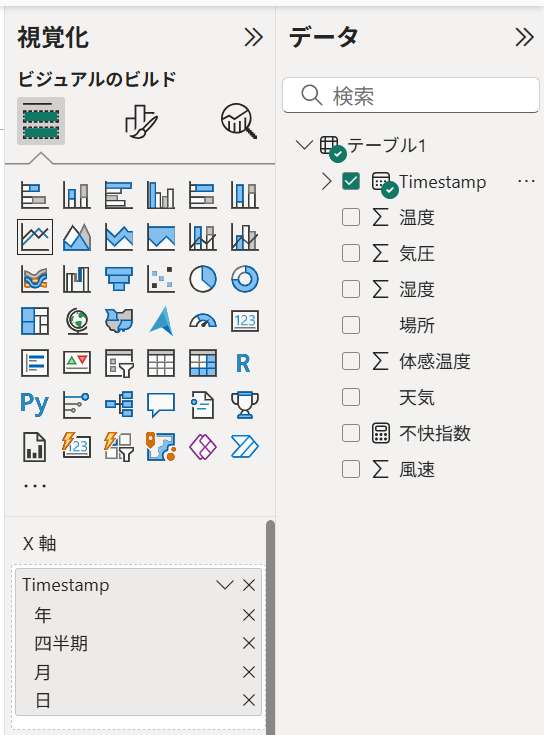 視覚化
ビジュアルのビルド
123
R
Py
123
...
X 軸
Timestamp
年
四半期
月
日
データ
検索
テーブル1
Timestamp
...
温度
気圧
湿度
場所
体感温度
天気
不快指数
風速